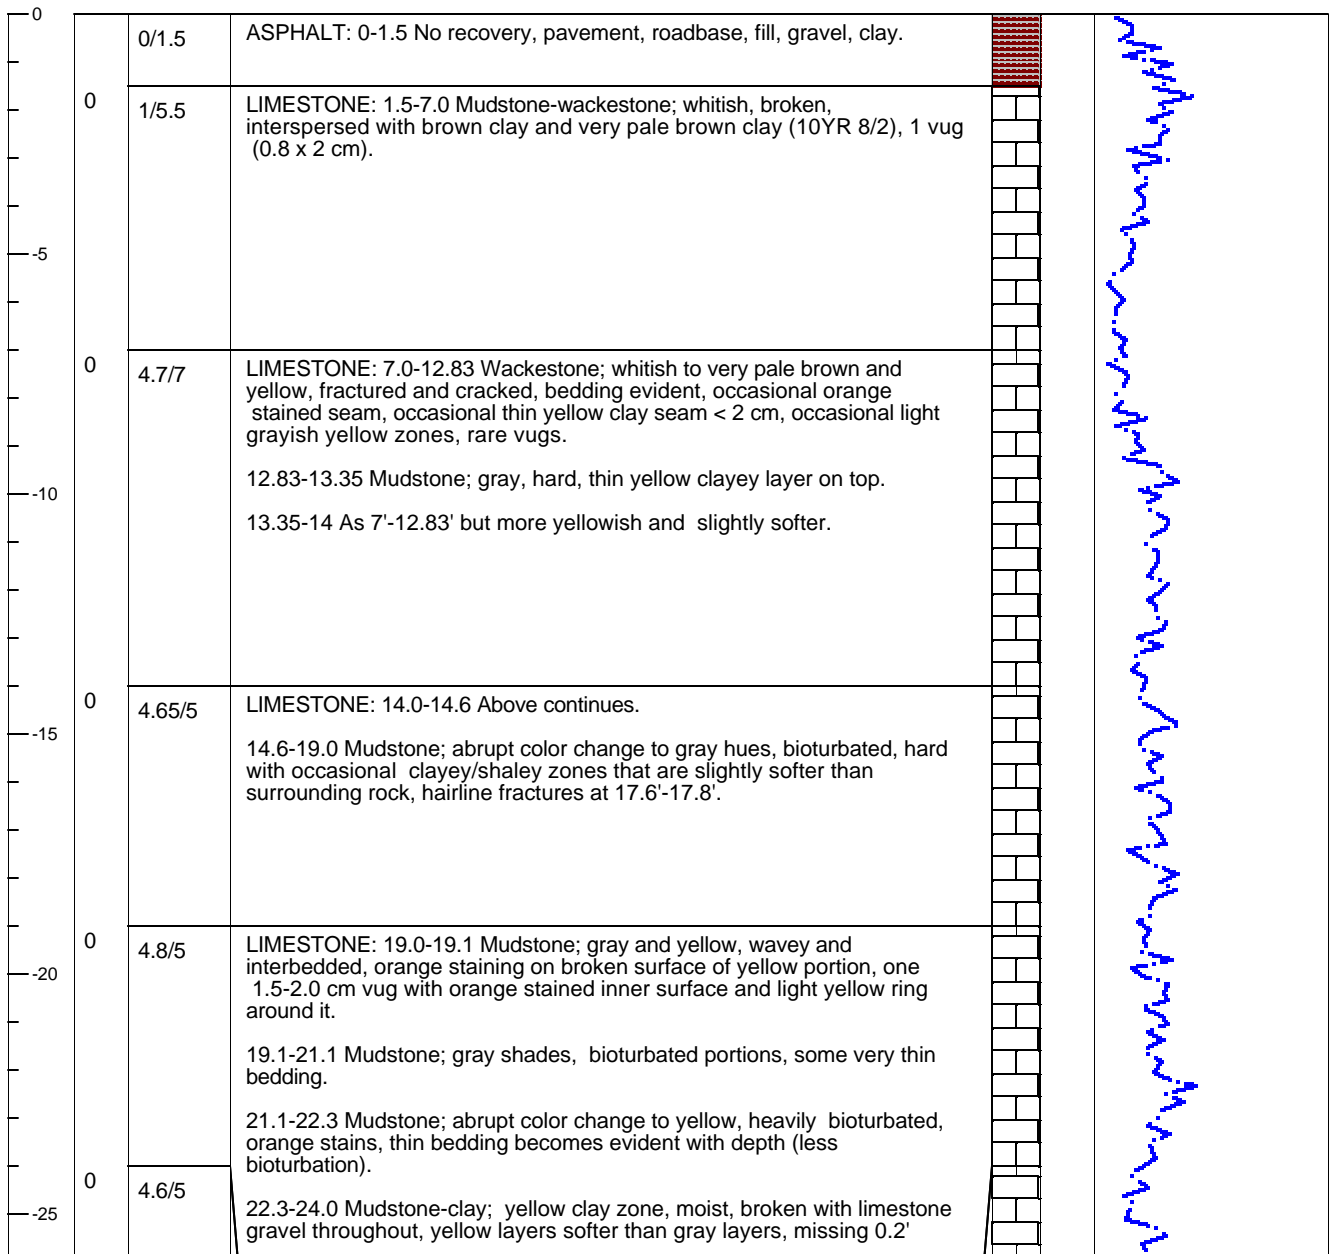 0
0/1.5
ASPHALT: 0-1.5 No recovery, pavement, roadbase, fill, gravel, clay.
0
1/5.5
LIMESTONE: 1.5-7.0 Mudstone-wackestone; whitish, broken,
interspersed with brown clay and very pale brown clay (10YR 8/2), 1 vug
(0.8 x 2 cm).
-5
0
4.7/7
LIMESTONE: 7.0-12.83 Wackestone; whitish to very pale brown and
yellow, fractured and cracked, bedding evident, occasional orange
stained seam, occasional thin yellow clay seam < 2 cm, occasional light
grayish yellow zones, rare vugs.
12.83-13.35 Mudstone; gray, hard, thin yellow clayey layer on top.
-10
13.35-14 As 7'-12.83' but more yellowish and slightly softer.
0
4.65/5
LIMESTONE: 14.0-14.6 Above continues.
-15
14.6-19.0 Mudstone; abrupt color change to gray hues, bioturbated, hard
with occasional clayey/shaley zones that are slightly softer than
surrounding rock, hairline fractures at 17.6'-17.8'.
0
4.8/5
LIMESTONE: 19.0-19.1 Mudstone; gray and yellow, wavey and
interbedded, orange staining on broken surface of yellow portion, one
-20
1.5-2.0 cm vug with orange stained inner surface and light yellow ring
around it.
19.1-21.1 Mudstone; gray shades, bioturbated portions, some very thin
bedding.
21.1-22.3 Mudstone; abrupt color change to yellow, heavily bioturbated,
orange stains, thin bedding becomes evident with depth (less
bioturbation).
0
4.6/5
22.3-24.0 Mudstone-clay; yellow clay zone, moist, broken with limestone
-25
gravel throughout, yellow layers softer than gray layers, missing 0.2'